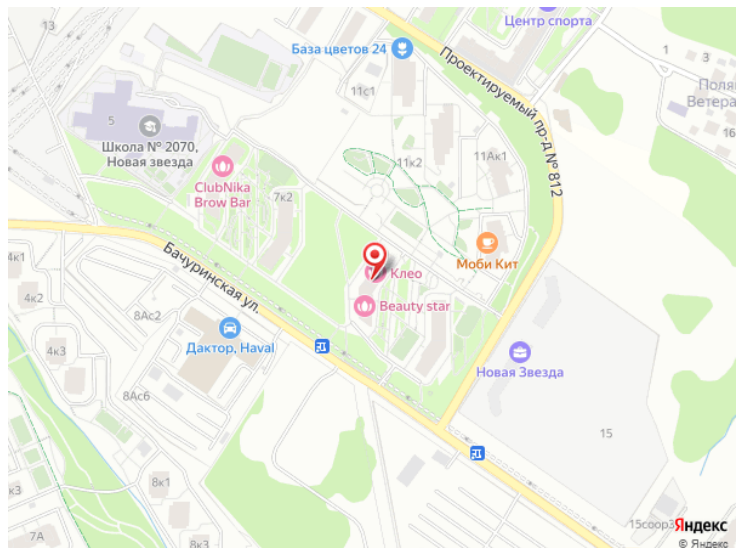 13
Центр спорта
База цветов 24
Проектируемый пр-д № 812
1
3
Поля
Ветера
16
11с1
5
Школа № 2070,
Новая звезда
11к2
11Ак1
ClubNika
Brow Bar
7к2
Моби Кит
Клео
Бачуринская ул.
4к1
4к2
8Ас2
Beauty star
4к3
Дактор, Haval
Новая Звезда
8Ас6
15
8к1
к3
7А
8к3
15соор3
Яндекс
© Яндекс